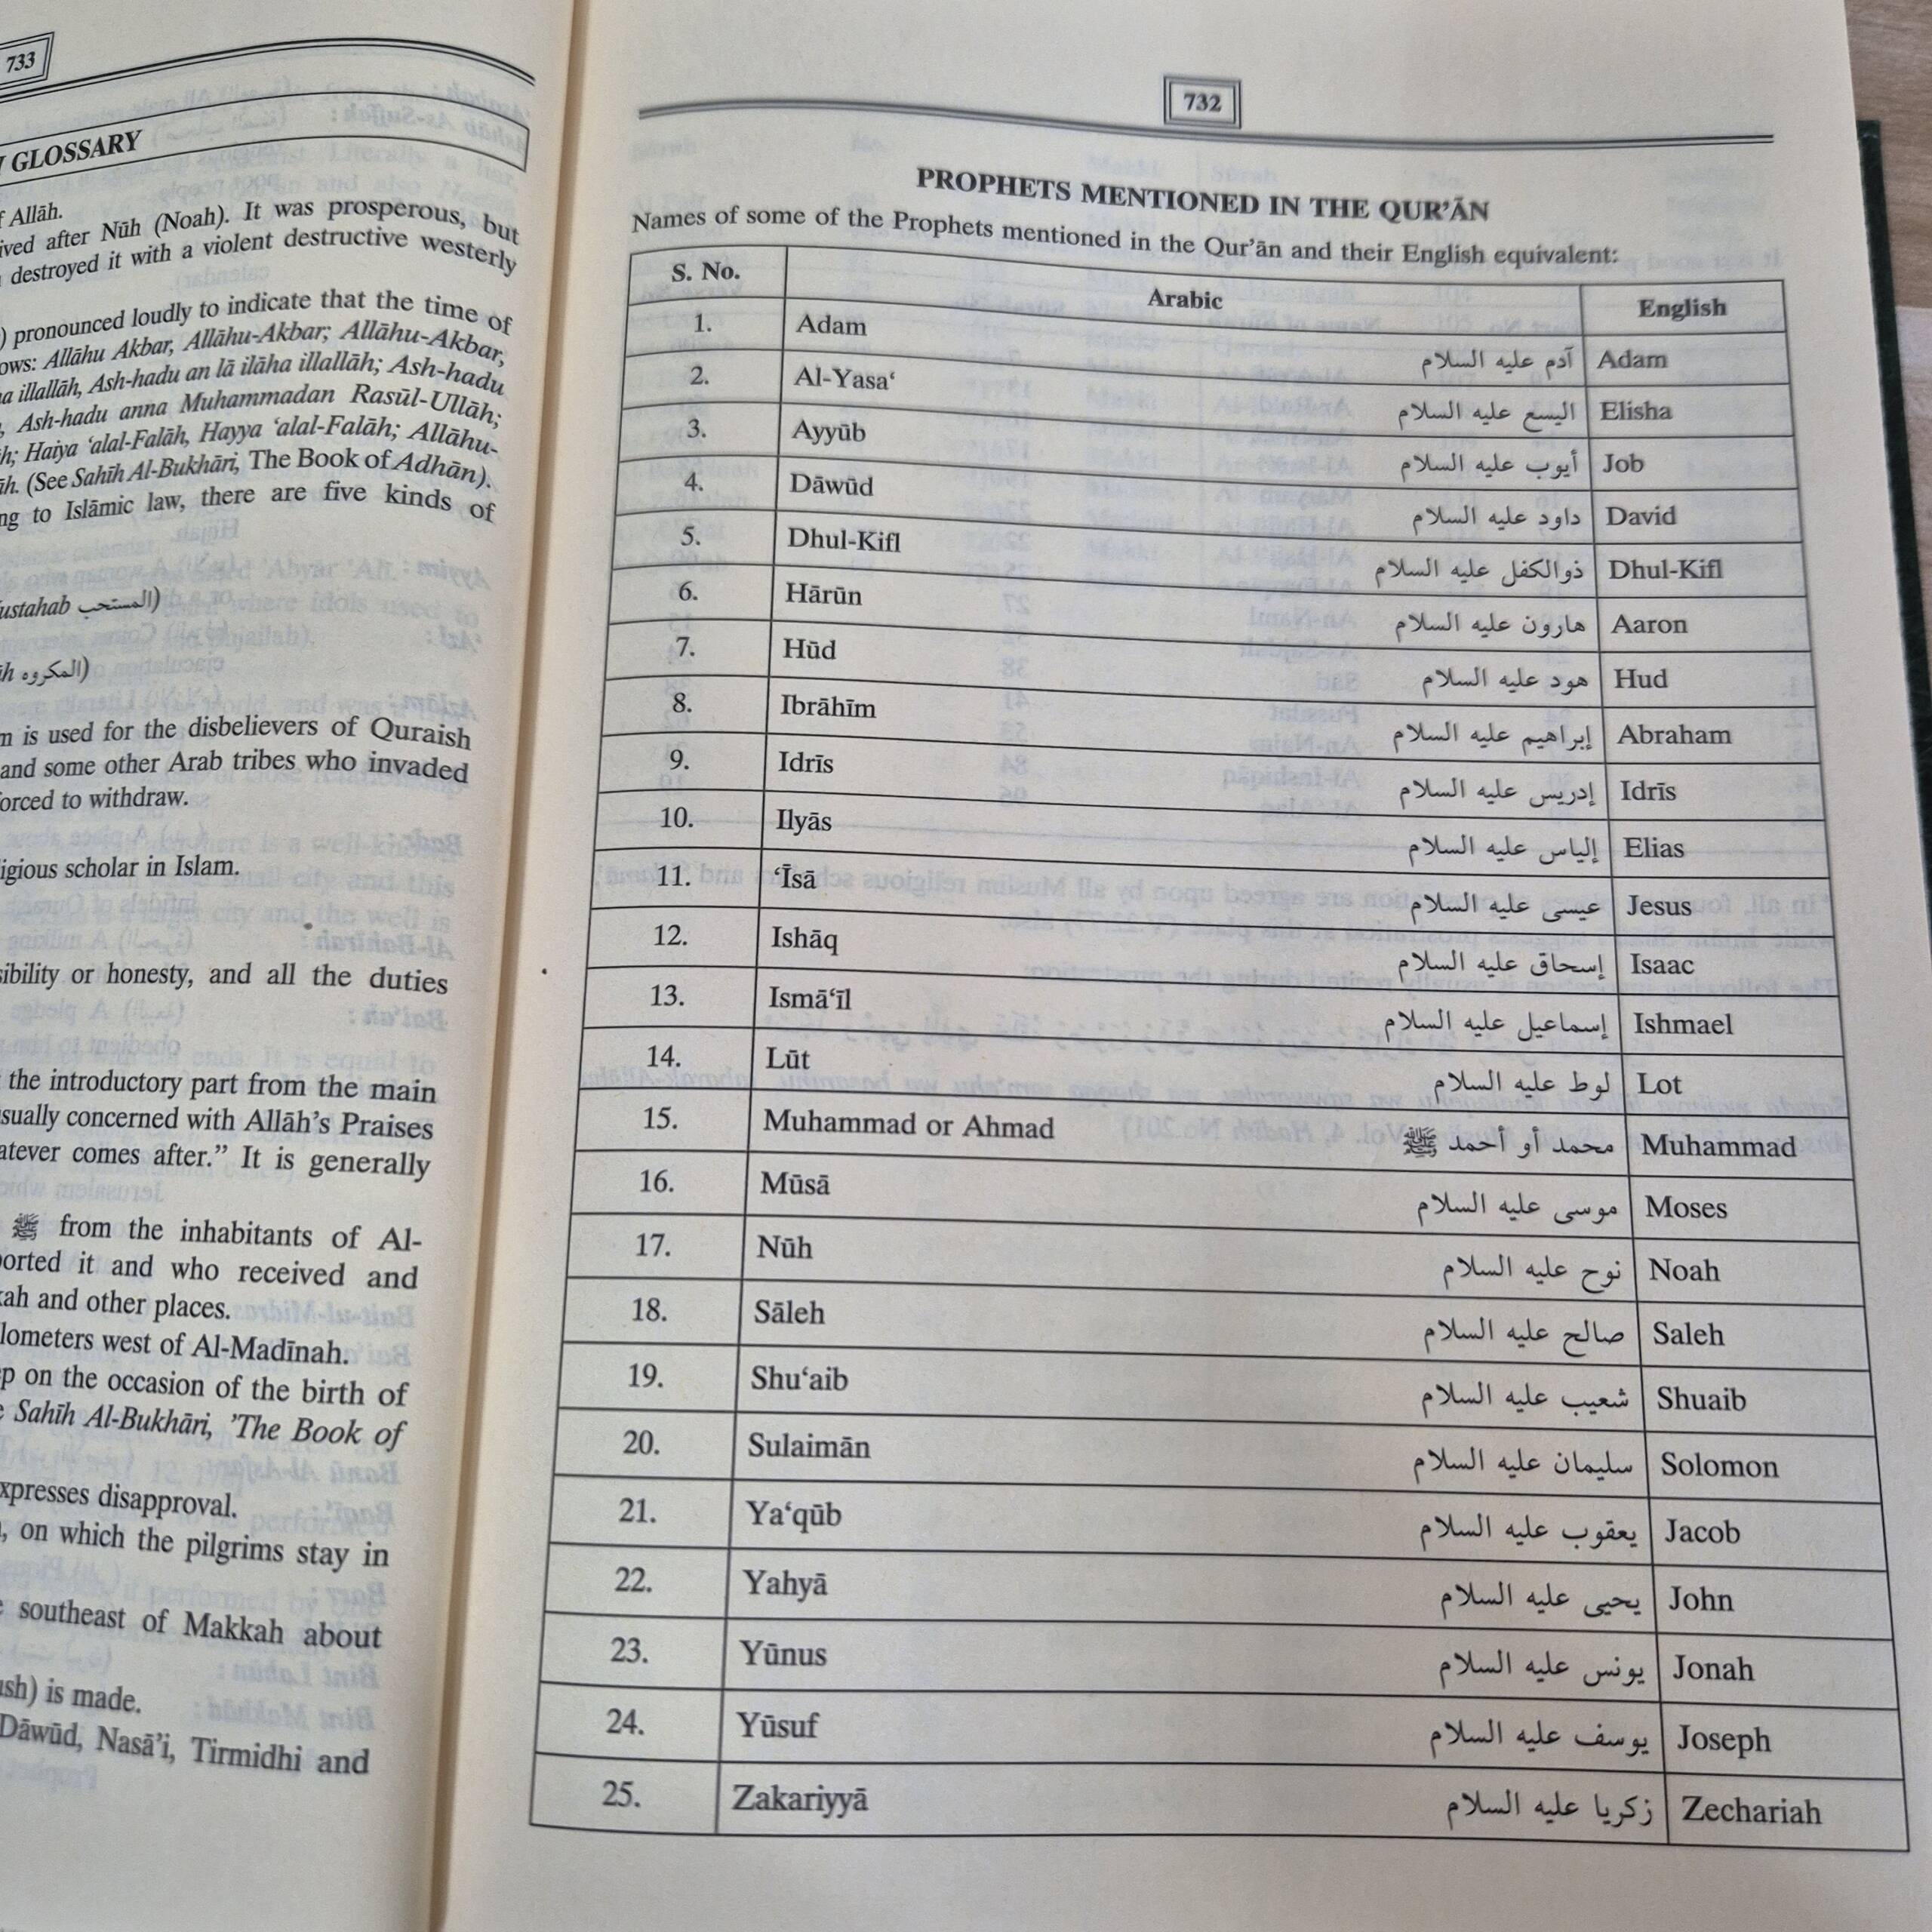 732
PROPHETS MENTIONED IN THE QUR’ĀN
Names of some of the Prophets mentioned in the Qur’ān and their English equivalent:
S. No. Arabic English
1. Adam آدم عليه السلام Adam
2. Al-Yasa‘ اليسع عليه السلام Elisha
3. Ayyūb أيوب عليه السلام Job
4. Dāwūd داود عليه السلام David
5. Dhul-Kifl ذوالكفل عليه السلام Dhul-Kifl
6. Hārūn هارون عليه السلام Aaron
7. Hūd هود عليه السلام Hud
8. Ibrāhīm إبراهيم عليه السلام Abraham
9. Idrīs إدريس عليه السلام Idrīs
10. Ilyās إلياس عليه السلام Elias
11. ‘Īsā عيسى عليه السلام Jesus
12. Ishāq إسحاق عليه السلام Isaac
13. Ismā‘īl إسماعيل عليه السلام Ishmael
14. Lūt لوط عليه السلام Lot
15. Muhammad or Ahmad محمد أو أحمد ﷺ Muhammad
16. Mūsā موسى عليه السلام Moses
17. Nūh نوح عليه السلام Noah
18. Sāleh صالح عليه السلام Saleh
19. Shu‘aib شعيب عليه السلام Shuaib
20. Sulaimān سليمان عليه السلام Solomon
21. Ya‘qūb يعقوب عليه السلام Jacob
22. Yahyā يحيى عليه السلام John
23. Yūnus يونس عليه السلام Jonah
24. Yūsuf يوسف عليه السلام Joseph
25. Zakariyyā زكريا عليه السلام Zechariah
733
GLOSSARY
Allāh.
after Nūh (Noah). It was prosperous, but
destroyed it with a violent destructive westerly
) pronounced loudly to indicate that the time of
Allāhu Akbar, Allāhu-Akbar; Allāhu-Akbar,
illallāh, Ash-hadu an lā ilāha illallāh; Ash-hadu
Ash-hadu anna Muhammadan Rasūl-Ullāh;
Haiya ‘alal-Falāh, Hayya ‘alal-Falāh; Allāhu-
(See Sahīh Al-Bukhāri, The Book of Adhān).
to Islāmic law, there are five kinds of
المستحب)
المكروه)
is used for the disbelievers of Quraish
and some other Arab tribes who invaded
to withdraw.
scholar in Islam.
or honesty, and all the duties
the introductory part from the main
concerned with Allāh’s Praises
comes after.” It is generally
ﷺ from the inhabitants of Al-
it and who received and
and other places.
west of Al-Madīnah.
on the occasion of the birth of
Sahīh Al-Bukhāri, ’The Book of
disapproval.
on which the pilgrims stay in
southeast of Makkah about
is made.
Dāwūd, Nasā’i, Tirmidhi and